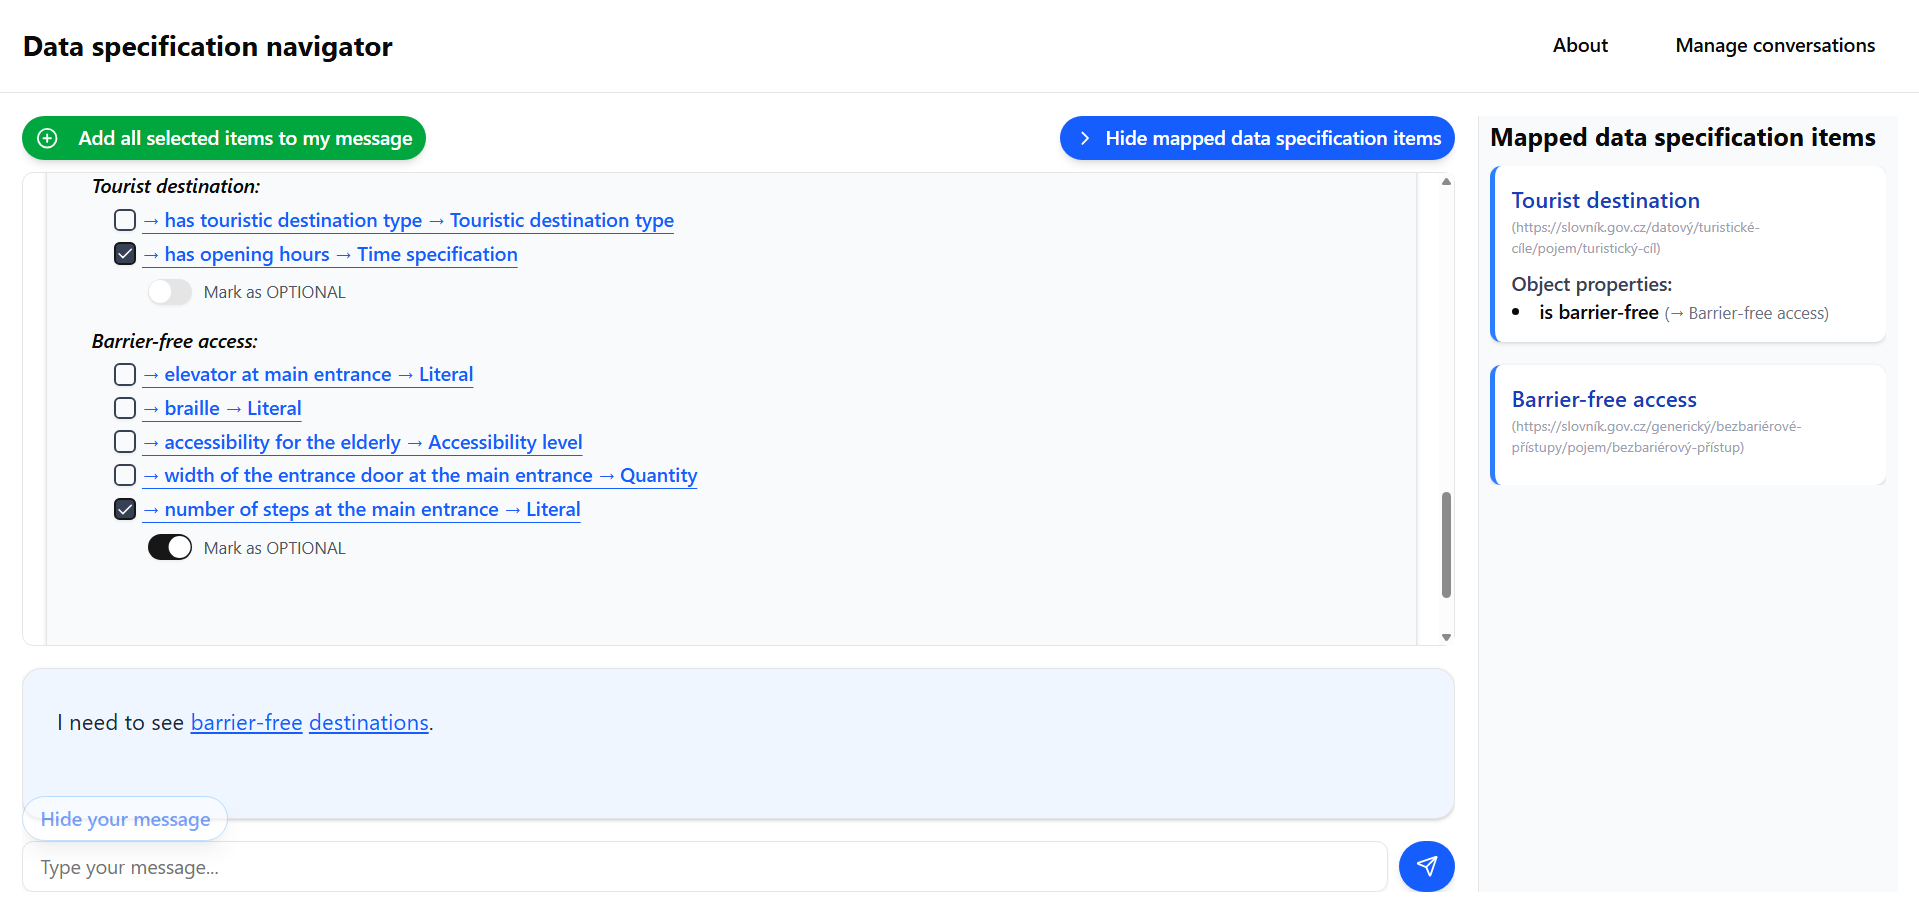 Data specification navigator
About
Manage conversations
Add all selected items to my message
Hide mapped data specification items
Tourist destination:
→ has touristic destination type → Touristic destination type
→ has opening hours → Time specification
Mark as OPTIONAL
Barrier-free access:
→ elevator at main entrance → Literal
→ braille → Literal
→ accessibility for the elderly → Accessibility level
→ width of the entrance door at the main entrance → Quantity
→ number of steps at the main entrance → Literal
Mark as OPTIONAL
I need to see barrier-free destinations.
Hide your message
Type your message...
Mapped data specification items
Tourist destination
(https://slovník.gov.cz/datový/turistické-
cíle/pojem/turistický-cíl)
Object properties:
• is barrier-free (→ Barrier-free access)
Barrier-free access
(https://slovník.gov.cz/generický/bezbariérové-
přístupy/pojem/bezbariérový-přístup)